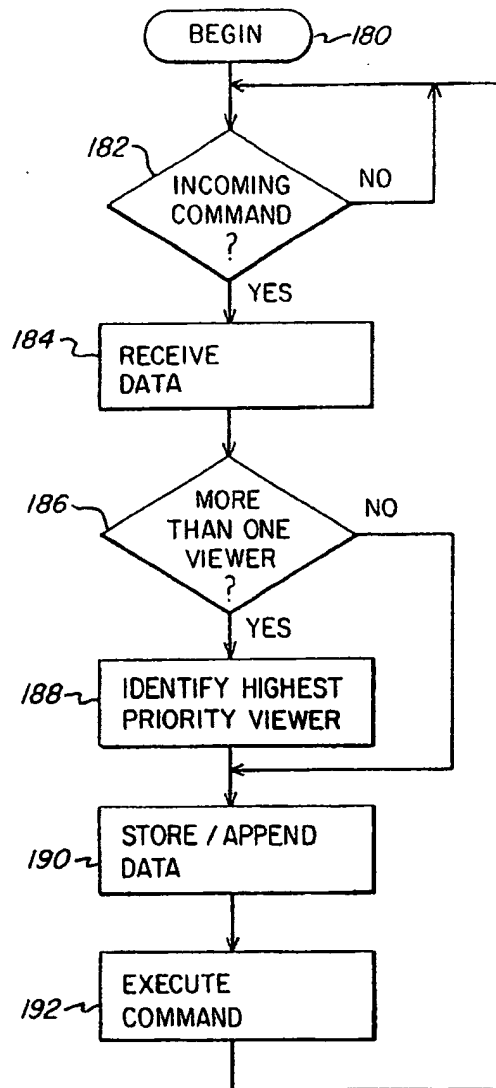 BEGIN 180
182
INCOMING
COMMAND
?
NO
YES
184
RECEIVE
DATA
186
MORE
THAN ONE
VIEWER
?
NO
YES
188
IDENTIFY HIGHEST
PRIORITY VIEWER
190
STORE / APPEND
DATA
192
EXECUTE
COMMAND